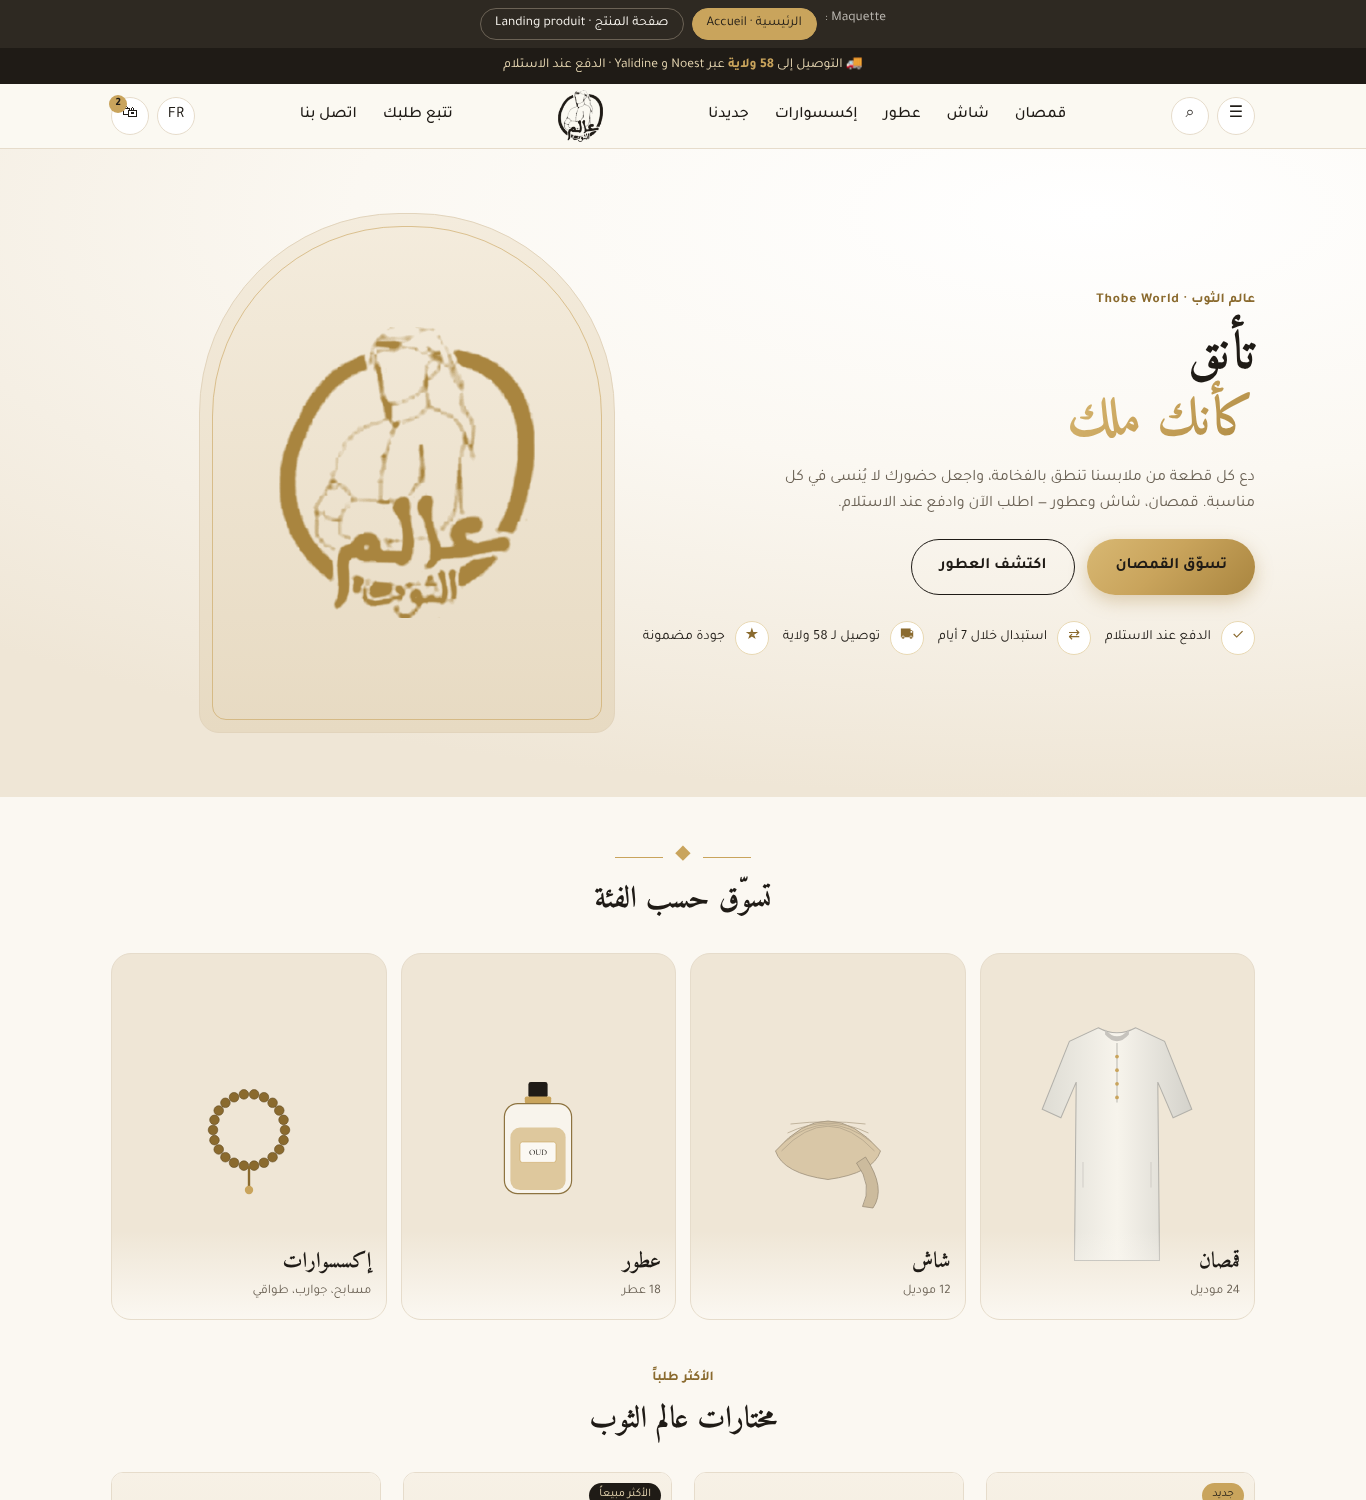 Maquette :
الرئيسية · Accueil
صفحة المنتج · Landing produit
🚚 التوصيل إلى 58 ولاية عبر Noest و Yalidine · الدفع عند الاستلام
قمصان
شاش
عطور
إكسسوارات
جديدنا
عالم
الثوب
تتبع طلبك
اتصل بنا
FR
2
عالم الثوب · Thobe World
تأنق
كأنك ملك
دع كل قطعة من ملابسنا تنطق بالفخامة، واجعل حضورك لا يُنسى في كل
مناسبة. قمصان، شاش وعطور — اطلب الآن وادفع عند الاستلام.
تسوّق القمصان
اكتشف العطور
الدفع عند الاستلام
استبدال خلال 7 أيام
توصيل لـ 58 ولاية
جودة مضمونة
عالم
الثوب
تسوّق حسب الفئة
قمصان
24 موديل
شاش
12 موديل
OUD
عطور
18 عطر
إكسسوارات
مسابح، جوارب، طواقي
الأكثر طلباً
مختارات عالم الثوب
جديد
الأكثر مبيعاً